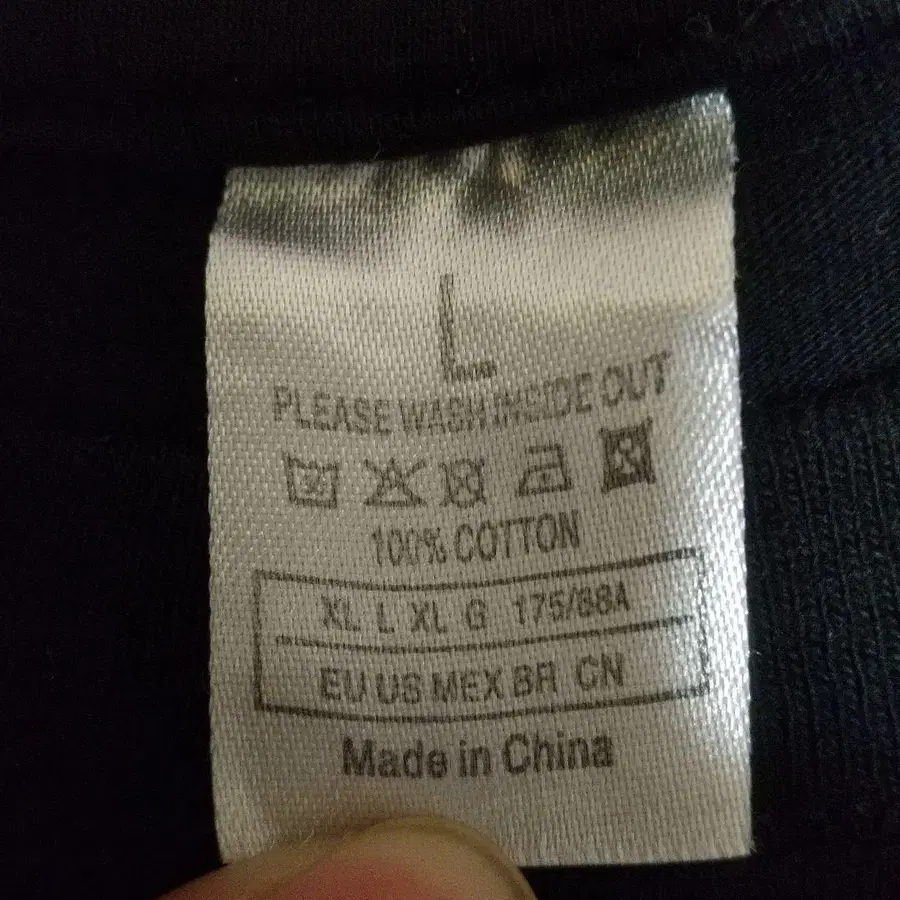 L
PLEASE WASH INSIDE OUT
100% COTTON
XL L XL G 175/88A
EU US MEX BR CN
Made in China